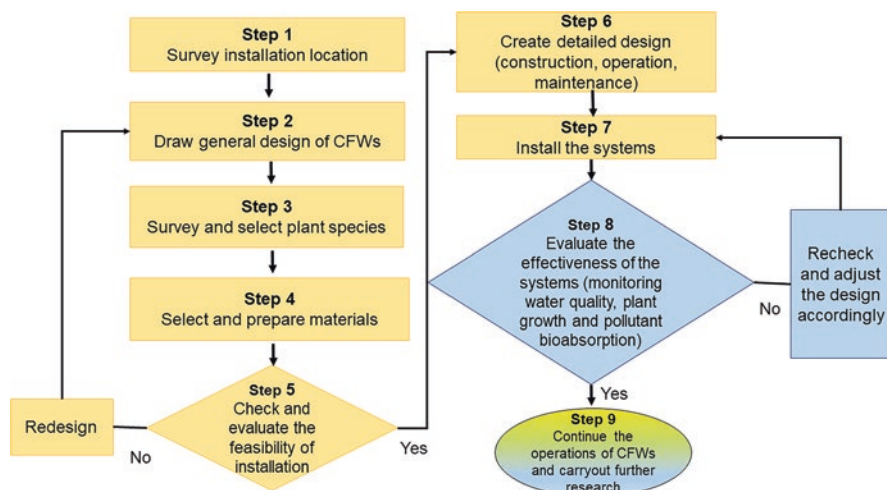 Step 1
Survey installation location
Step 2
Draw general design of CFWs
Step 3
Survey and select plant species
Step 4
Select and prepare materials
Step 5
Check and
evaluate the
feasibility of
installation
No
Redesign
Yes
Step 6
Create detailed design
(construction, operation,
maintenance)
Step 7
Install the systems
Step 8
Evaluate the
effectiveness of the
systems (monitoring
water quality, plant
growth and pollutant
bioabsorption)
No
Recheck
and adjust
the design
accordingly
Yes
Step 9
Continue the
operations of CFWs
and carryout further
research